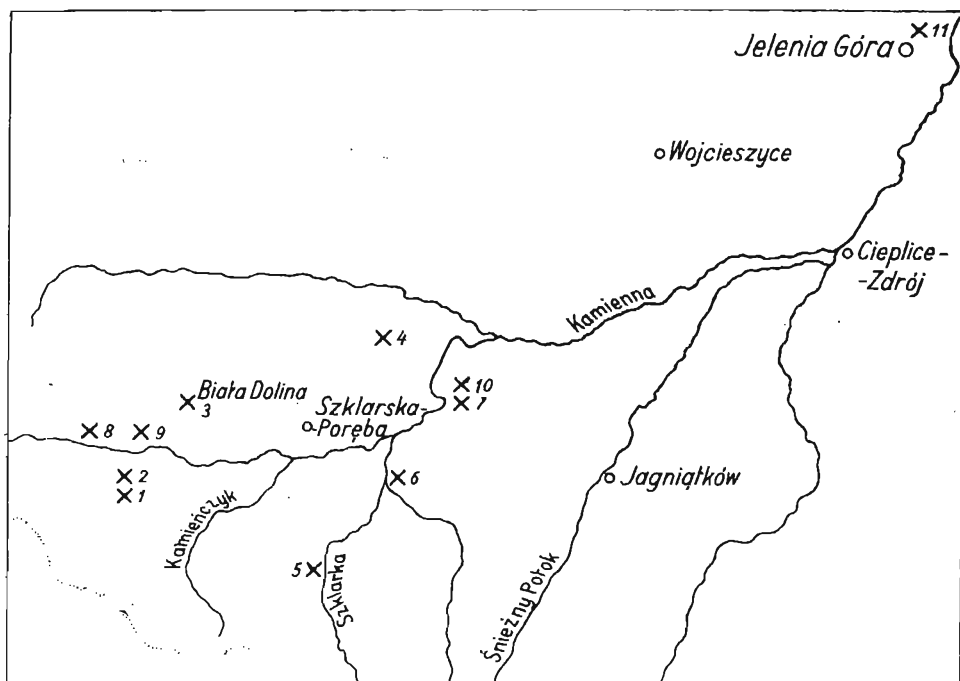 11
Jelenia Góra
Wojcieszyce
Cieplice-
-Zdrój
Kamienna
4
10
7
Biała Dolina
3
Szklarska-
-Poręba
8
9
2
1
6
Jagniątków
Kamieńczyk
5
Szklarka
Śnieżny Potok